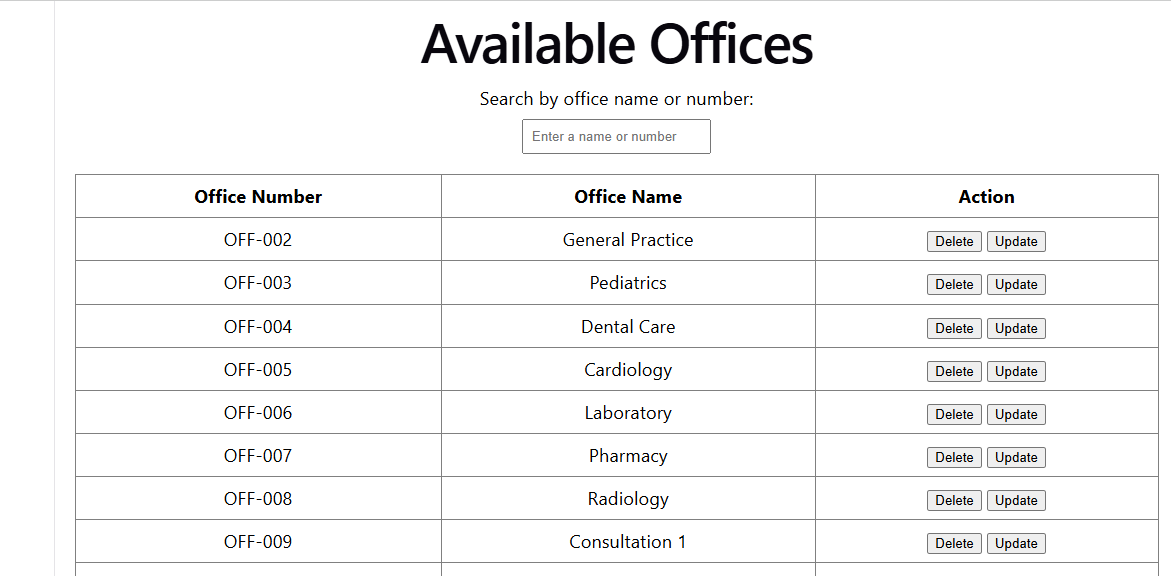 Available Offices
Search by office name or number:
Enter a name or number
Office Number Office Name Action
OFF-002 General Practice Delete Update
OFF-003 Pediatrics Delete Update
OFF-004 Dental Care Delete Update
OFF-005 Cardiology Delete Update
OFF-006 Laboratory Delete Update
OFF-007 Pharmacy Delete Update
OFF-008 Radiology Delete Update
OFF-009 Consultation 1 Delete Update